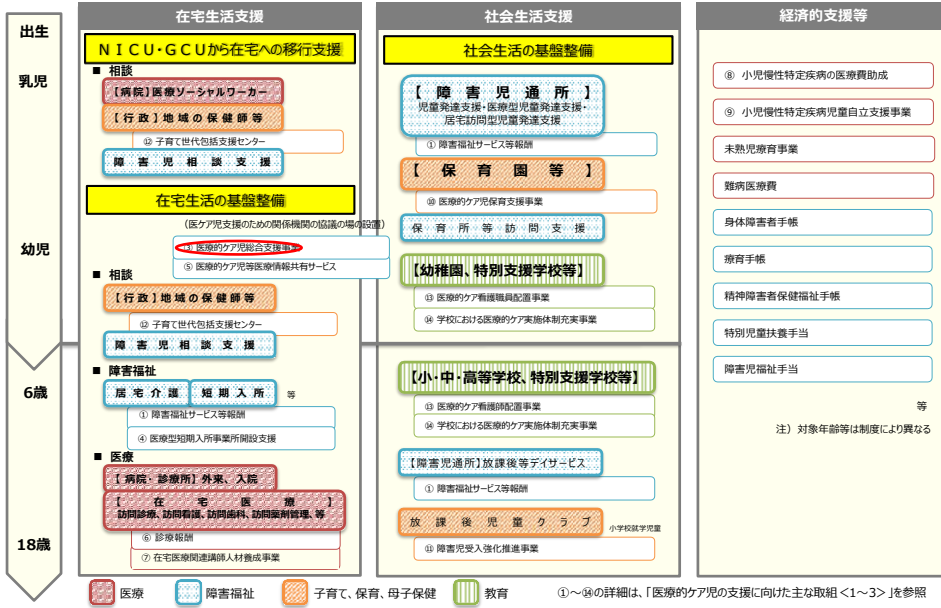 在宅生活支援
社会生活支援
経済的支援等
出生
乳児
幼児
6歳
18歳
ＮＩＣＵ・ＧＣＵから在宅への移行支援
■ 相談
【病院】医療ソーシャルワーカー
【行政】地域の保健師等
⑫ 子育て世代包括支援センター
障害児相談支援
在宅生活の基盤整備
（医ケア児支援のための関係機関の協議の場の設置）
③ 医療的ケア児総合支援事業
⑤ 医療的ケア児等医療情報共有サービス
■ 相談
【行政】地域の保健師等
⑫ 子育て世代包括支援センター
障害児相談支援
■ 障害福祉
居宅介護 短期入所 等
① 障害福祉サービス等報酬
④ 医療型短期入所事業所開設支援
■ 医療
【病院・診療所】外来、入院
【在宅医療】
訪問診療、訪問看護、訪問歯科、訪問薬剤管理、等
⑥ 診療報酬
⑦ 在宅医療関連講師人材養成事業
社会生活の基盤整備
【障害児通所】
児童発達支援・医療型児童発達支援・
居宅訪問型児童発達支援
① 障害福祉サービス等報酬
【保育園等】
⑩ 医療的ケア児保育支援事業
保育所等訪問支援
【幼稚園、特別支援学校等】
⑬ 医療的ケア看護職員配置事業
⑭ 学校における医療的ケア実施体制充実事業
【小・中・高等学校、特別支援学校等】
⑬ 医療的ケア看護師配置事業
⑭ 学校における医療的ケア実施体制充実事業
【障害児通所】放課後等デイサービス
① 障害福祉サービス等報酬
放課後児童クラブ 小学校就学児童
⑪ 障害児受入強化推進事業
⑧ 小児慢性特定疾病の医療費助成
⑨ 小児慢性特定疾病児童自立支援事業
未熟児療育事業
難病医療費
身体障害者手帳
療育手帳
精神障害者保健福祉手帳
特別児童扶養手当
障害児福祉手当
等
注）対象年齢等は制度により異なる
医療
障害福祉
子育て、保育、母子保健
教育
①～⑭の詳細は、「医療的ケア児の支援に向けた主な取組＜1～3＞」を参照